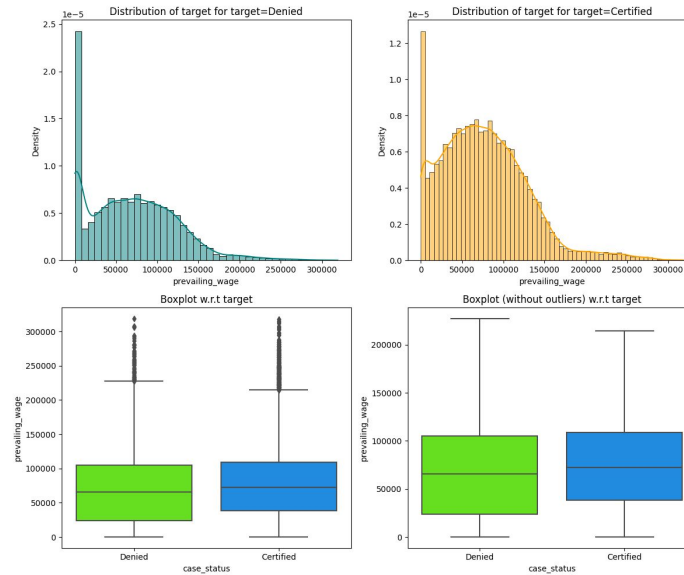 Distribution of target for target=Denied
1e−5
2.5
2.0
1.5
1.0
0.5
0.0
Density
0
50000
100000
150000
200000
250000
300000
prevailing_wage
Distribution of target for target=Certified
1e−5
1.2
1.0
0.8
0.6
0.4
0.2
0.0
Density
0
50000
100000
150000
200000
250000
300000
prevailing_wage
Boxplot w.r.t target
300000
250000
200000
150000
100000
50000
0
prevailing_wage
Denied
Certified
case_status
Boxplot (without outliers) w.r.t target
200000
150000
100000
50000
0
prevailing_wage
Denied
Certified
case_status